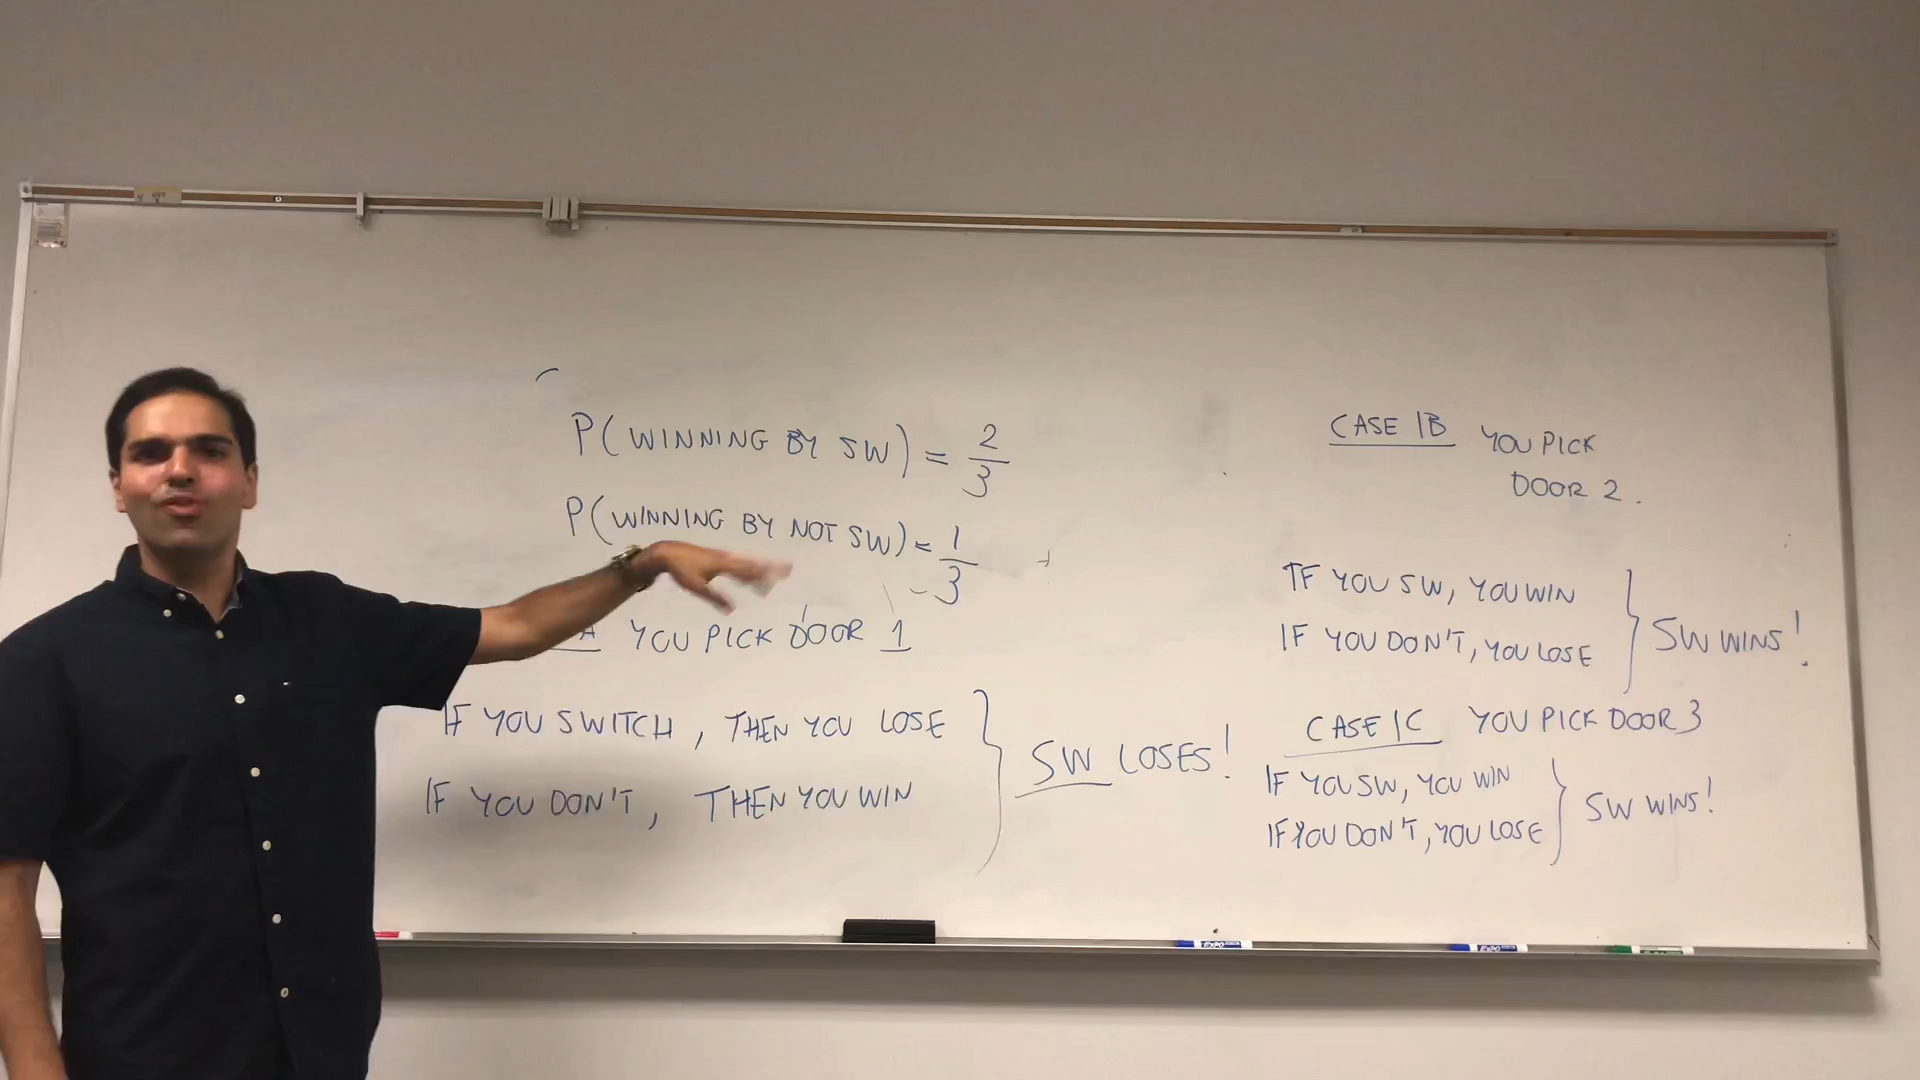 P(WINNING BY SW) = 2/3
P(WINNING BY NOT SW) = 1/3
A YOU PICK DOOR 1
IF YOU SWITCH, THEN YOU LOSE
IF YOU DON'T, THEN YOU WIN
SW LOSES!
CASE 1B YOU PICK
DOOR 2.
IF YOU SW, YOU WIN
IF YOU DON'T, YOU LOSE
SW WINS!
CASE 1C YOU PICK DOOR 3
IF YOU SW, YOU WIN
IF YOU DON'T, YOU LOSE
SW WINS!
EXPO
EXPO